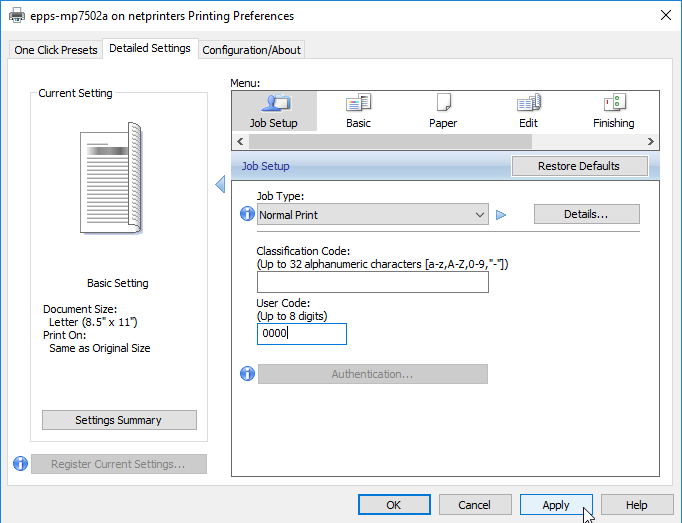 epps-mp7502a on netprinters Printing Preferences
One Click Presets
Detailed Settings
Configuration/About
Current Setting
Basic Setting
Document Size:
Letter (8.5" x 11")
Print On:
Same as Original Size
Settings Summary
Register Current Settings...
Menu:
Job Setup
Basic
Paper
Edit
Finishing
Job Setup
Restore Defaults
Job Type:
Normal Print
Details...
Classification Code:
(Up to 32 alphanumeric characters [a-z,A-Z,0-9,"-"])
User Code:
(Up to 8 digits)
0000
Authentication...
OK
Cancel
Apply
Help